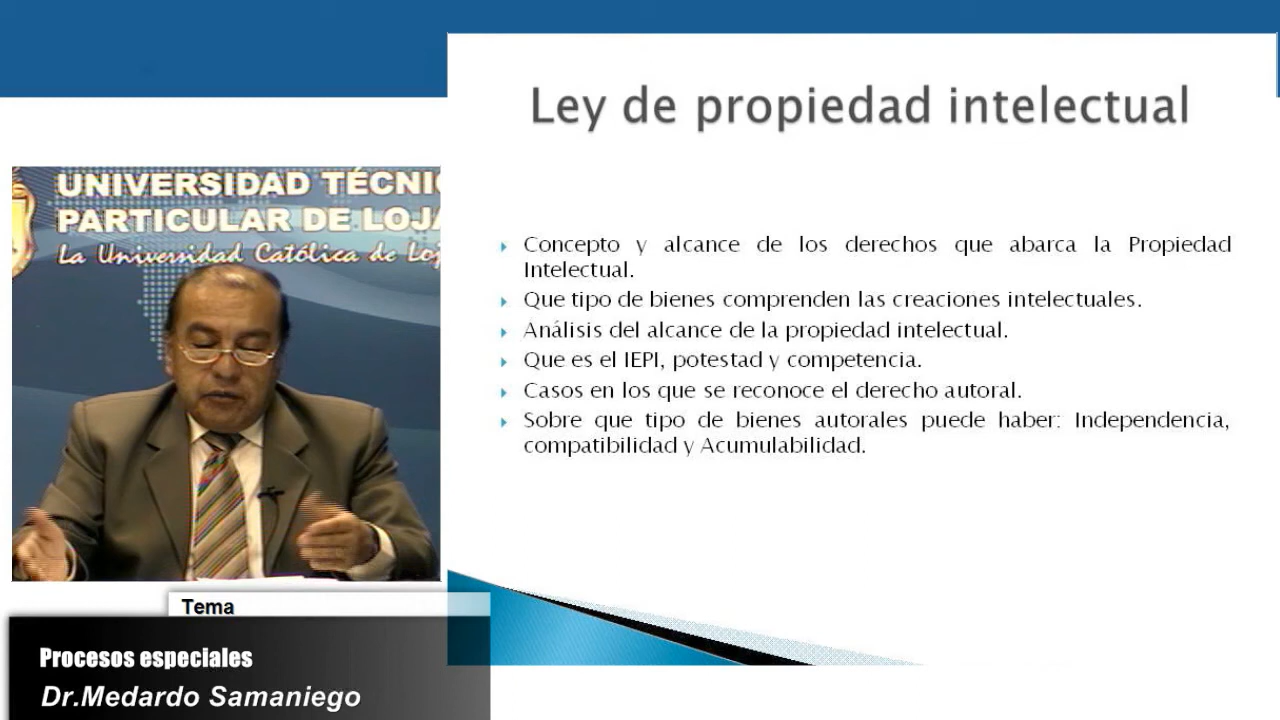 Ley de propiedad intelectual
UNIVERSIDAD TÉCNI
PARTICULAR DE LOJA
La Universidad Católica de Loj
Concepto y alcance de los derechos que abarca la Propiedad
Intelectual.
Que tipo de bienes comprenden las creaciones intelectuales.
Análisis del alcance de la propiedad intelectual.
Que es el IEPI, potestad y competencia.
Casos en los que se reconoce el derecho autoral.
Sobre que tipo de bienes autorales puede haber: Independencia,
compatibilidad y Acumulabilidad.
Tema
Procesos especiales
Dr.Medardo Samaniego